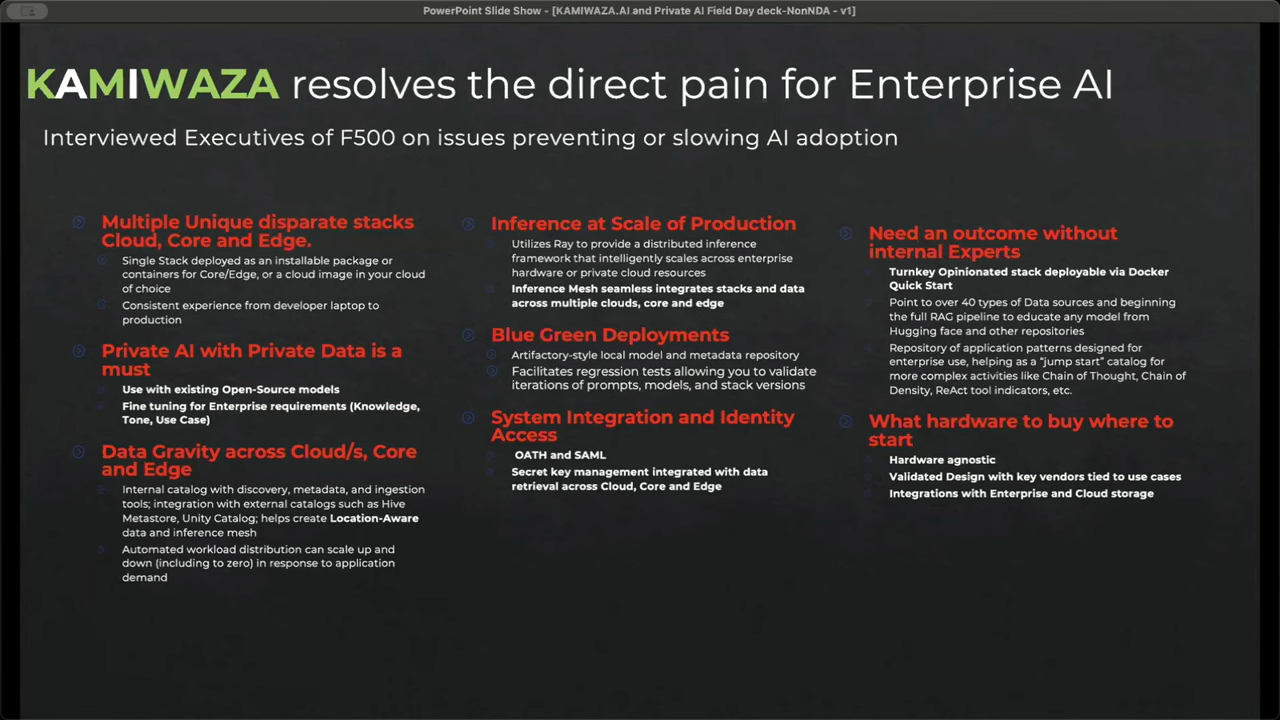 PowerPoint Slide Show - [KAMIWAZA.AI and Private AI Field Day deck-NonNDA - v1]
KAMIWAZA resolves the direct pain for Enterprise AI
Interviewed Executives of F500 on issues preventing or slowing AI adoption
Multiple Unique disparate stacks
Cloud, Core and Edge.
Single Stack deployed as an installable package or
containers for Core/Edge, or a cloud image in your cloud
of choice
Consistent experience from developer laptop to
production
Private AI with Private Data is a
must
Use with existing Open-Source models
Fine tuning for Enterprise requirements (Knowledge,
Tone, Use Case)
Data Gravity across Cloud/s, Core
and Edge
Internal catalog with discovery, metadata, and ingestion
tools; integration with external catalogs such as Hive
Metastore, Unity Catalog; helps create Location-Aware
data and inference mesh
Automated workload distribution can scale up and
down (including to zero) in response to application
demand
Inference at Scale of Production
Utilizes Ray to provide a distributed inference
framework that intelligently scales across enterprise
hardware or private cloud resources
Inference Mesh seamless integrates stacks and data
across multiple clouds, core and edge
Blue Green Deployments
Artifactory-style local model and metadata repository
Facilitates regression tests allowing you to validate
iterations of prompts, models, and stack versions
System Integration and Identity
Access
OATH and SAML
Secret key management integrated with data
retrieval across Cloud, Core and Edge
Need an outcome without
internal Experts
Turnkey Opinionated stack deployable via Docker
Quick Start
Point to over 40 types of Data sources and beginning
the full RAG pipeline to educate any model from
Hugging face and other repositories
Repository of application patterns designed for
enterprise use, helping as a "jump start" catalog for
more complex activities like Chain of Thought, Chain of
Density, ReAct tool indicators, etc.
What hardware to buy where to
start
Hardware agnostic
Validated Design with key vendors tied to use cases
Integrations with Enterprise and Cloud storage